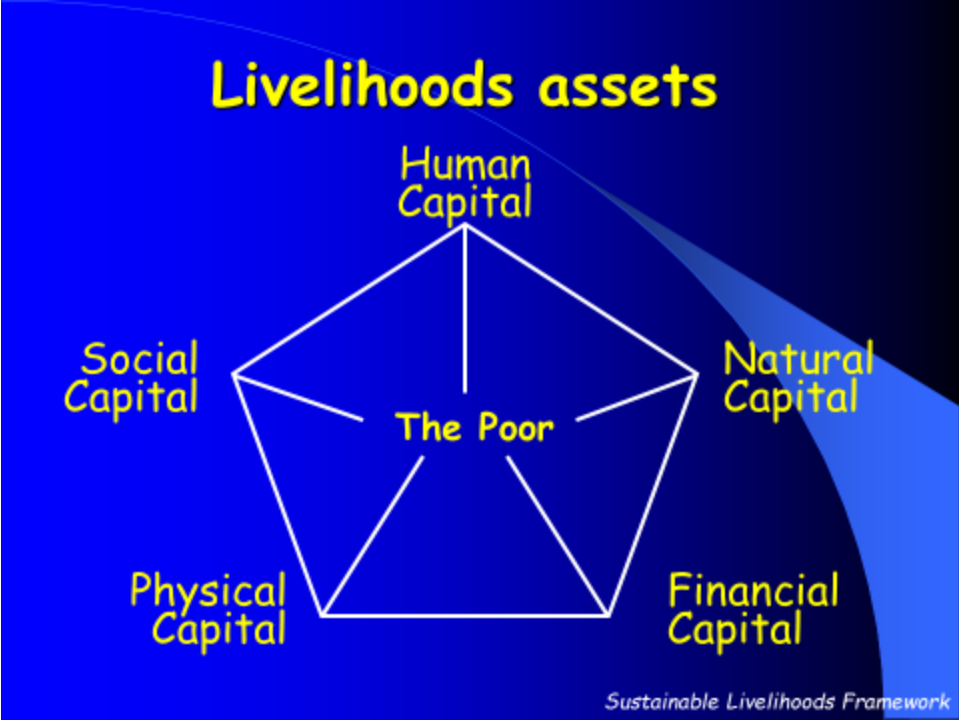 Livelihoods assets
Human
Capital
Social
Capital
Natural
Capital
The Poor
Physical
Capital
Financial
Capital
Sustainable Livelihoods Framework